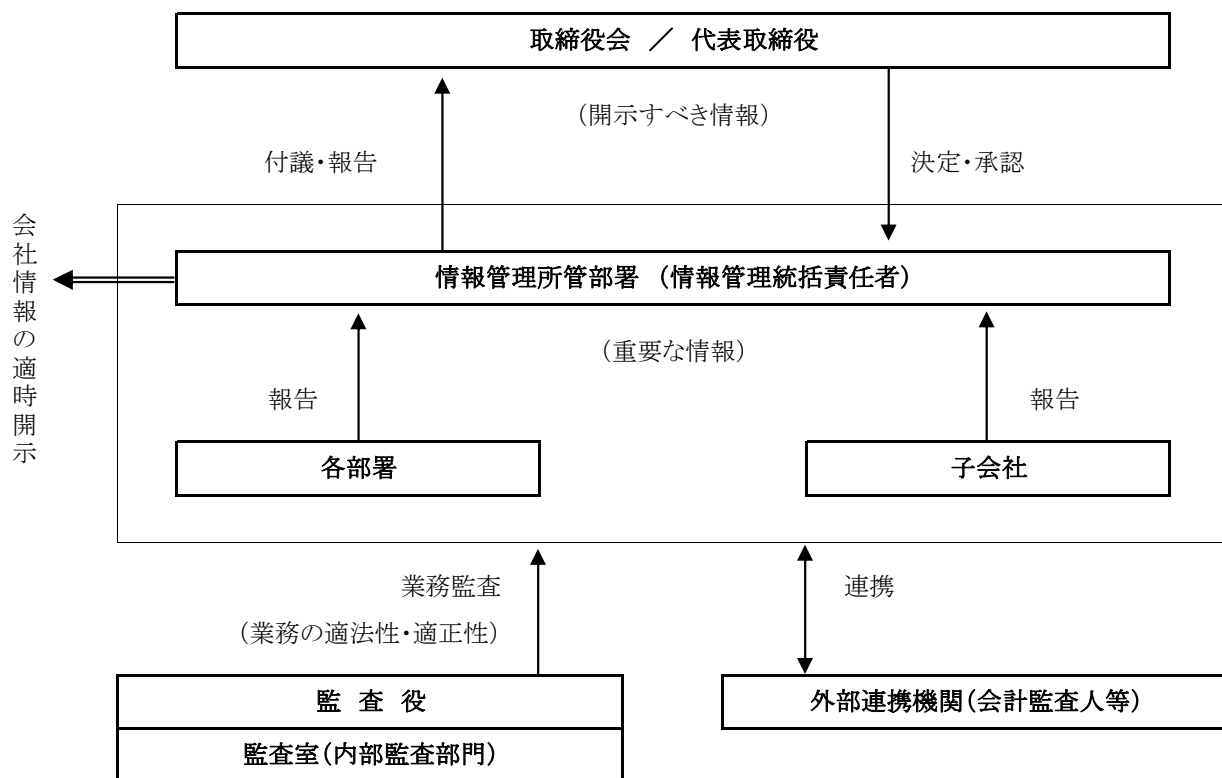 取締役会 ／ 代表取締役
（開示すべき情報）
付議・報告
決定・承認
会社情報の適時開示
情報管理所管部署 （情報管理統括責任者）
（重要な情報）
報告
報告
各部署
子会社
業務監査
連携
（業務の適法性・適正性）
監 査 役
外部連携機関（会計監査人等）
監査室（内部監査部門）